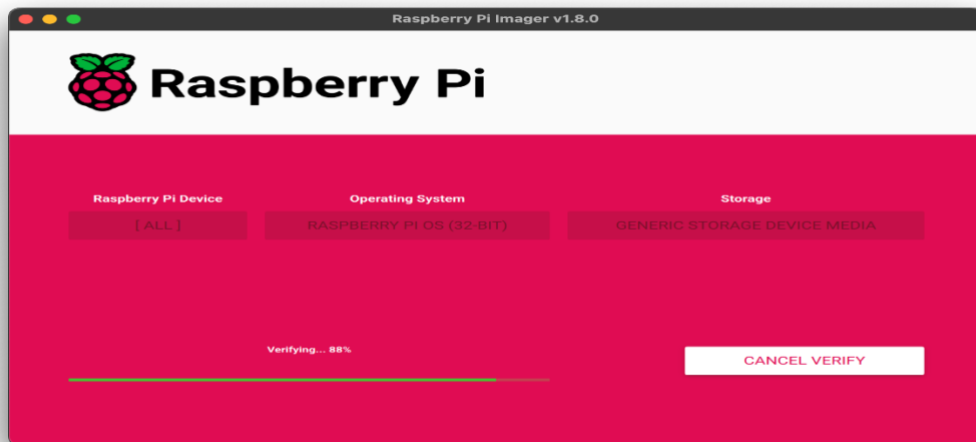 Raspberry Pi Imager v1.8.0
Raspberry Pi
Raspberry Pi Device
Operating System
Storage
[ ALL ]
RASPBERRY PI OS (32-BIT)
GENERIC STORAGE DEVICE MEDIA
Verifying... 88%
CANCEL VERIFY